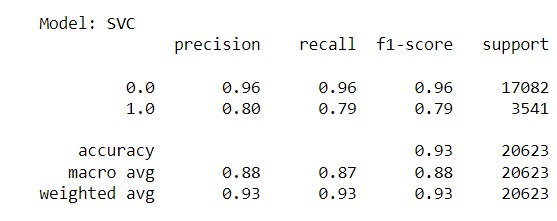 Model: SVC
precision recall f1-score support
0.0 0.96 0.96 0.96 17082
1.0 0.80 0.79 0.79 3541
accuracy 0.93 20623
macro avg 0.88 0.87 0.88 20623
weighted avg 0.93 0.93 0.93 20623